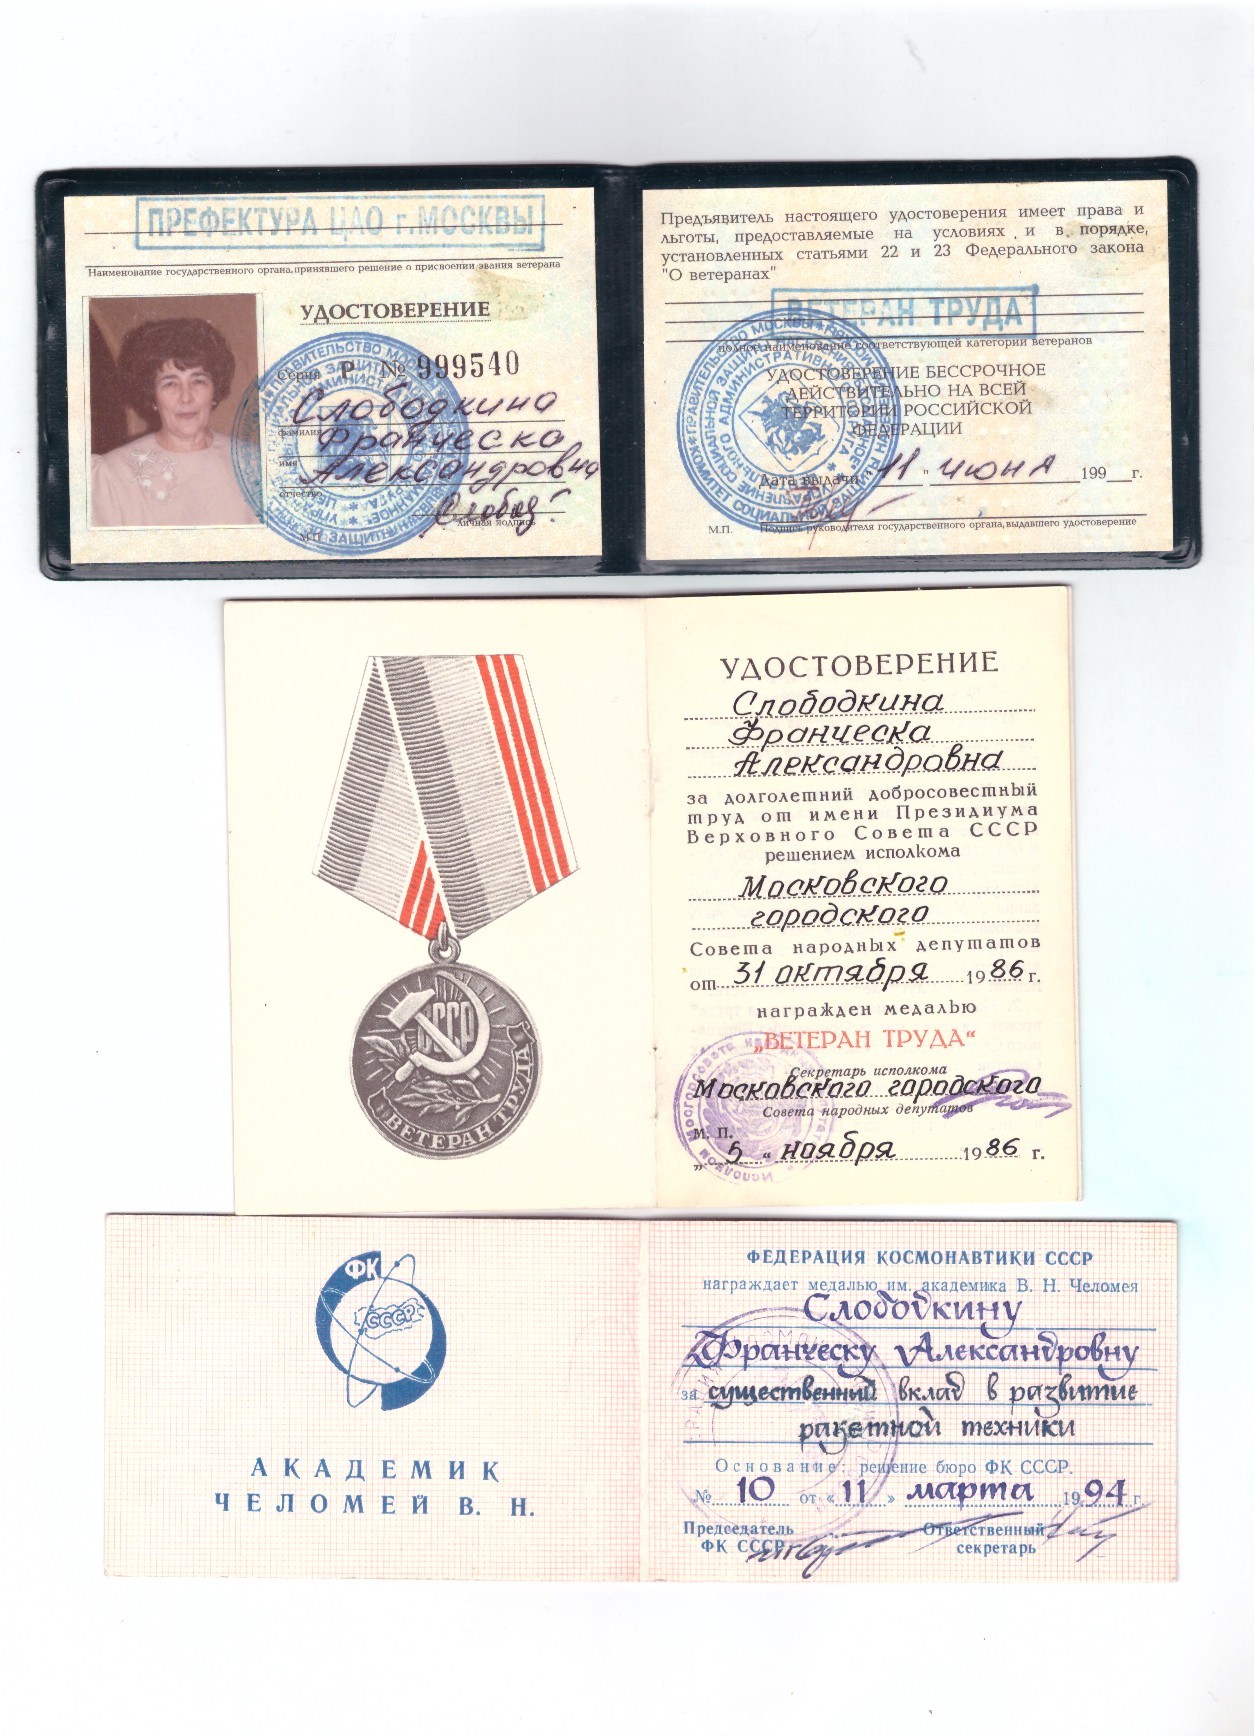 ПРЕФЕКТУРА ЦАО г. МОСКВЫ
Наименование государственного органа, принявшего решение о присвоении звания ветерана
УДОСТОВЕРЕНИЕ
Серия Р № 999540
Слободкина
фамилия
Франческа
имя
Александровна
отчество
личная подпись
М.П.
Предъявитель настоящего удостоверения имеет права и
льготы, предоставляемые на условиях и в порядке,
установленных статьями 22 и 23 Федерального закона
"О ветеранах"
ВЕТЕРАН ТРУДА
полное наименование соответствующей категории ветеранов
УДОСТОВЕРЕНИЕ БЕССРОЧНОЕ
ДЕЙСТВИТЕЛЬНО НА ВСЕЙ
ТЕРРИТОРИИ РОССИЙСКОЙ
ФЕДЕРАЦИИ
Дата выдачи "11" июня 199 г.
М.П. Подпись руководителя государственного органа, выдавшего удостоверение
СССР
ВЕТЕРАН ТРУДА
УДОСТОВЕРЕНИЕ
Слободкина
Франческа
Александровна
за долголетний добросовестный
труд от имени Президиума
Верховного Совета СССР
решением исполкома
Московского
городского
Совета народных депутатов
от 31 октября 1986 г.
награжден медалью
„ВЕТЕРАН ТРУДА“
Секретарь исполкома
Московского городского
Совета народных депутатов
М. П.
„5“ ноября 1986 г.
ФК
СССР
АКАДЕМИК
ЧЕЛОМЕЙ В. Н.
ФЕДЕРАЦИЯ КОСМОНАВТИКИ СССР
награждает медалью им. академика В. Н. Челомея
Слободкину
Франческу Александровну
за существенный вклад в развитие
ракетной техники
Основание: решение бюро ФК СССР.
№ 10 от «11» марта 1994 г.
Председатель
ФК СССР
Ответственный
секретарь